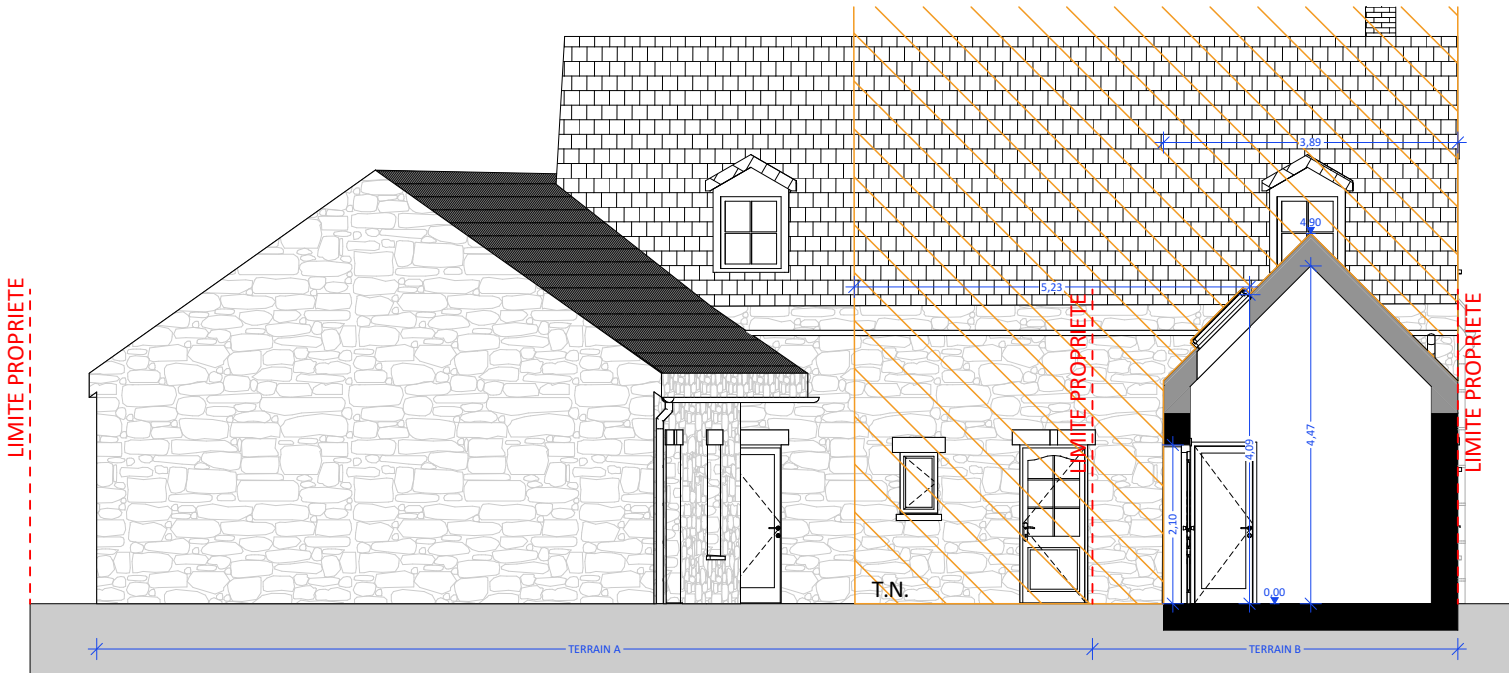 3,89
4,90
5,23
LIMITE PROPRIETE
LIMITE PROPRIETE
LIMITE PROPRIETE
4,09
4,47
2,10
T.N.
0,00
TERRAIN A
TERRAIN B